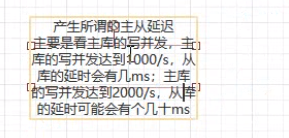 产生所谓的主从延迟
主要是看主库的写并发，主
库的写并发达到1000/s，从
库的延时会有几ms；主库
的写并发达到2000/s，从库
的延时可能会有个几十ms